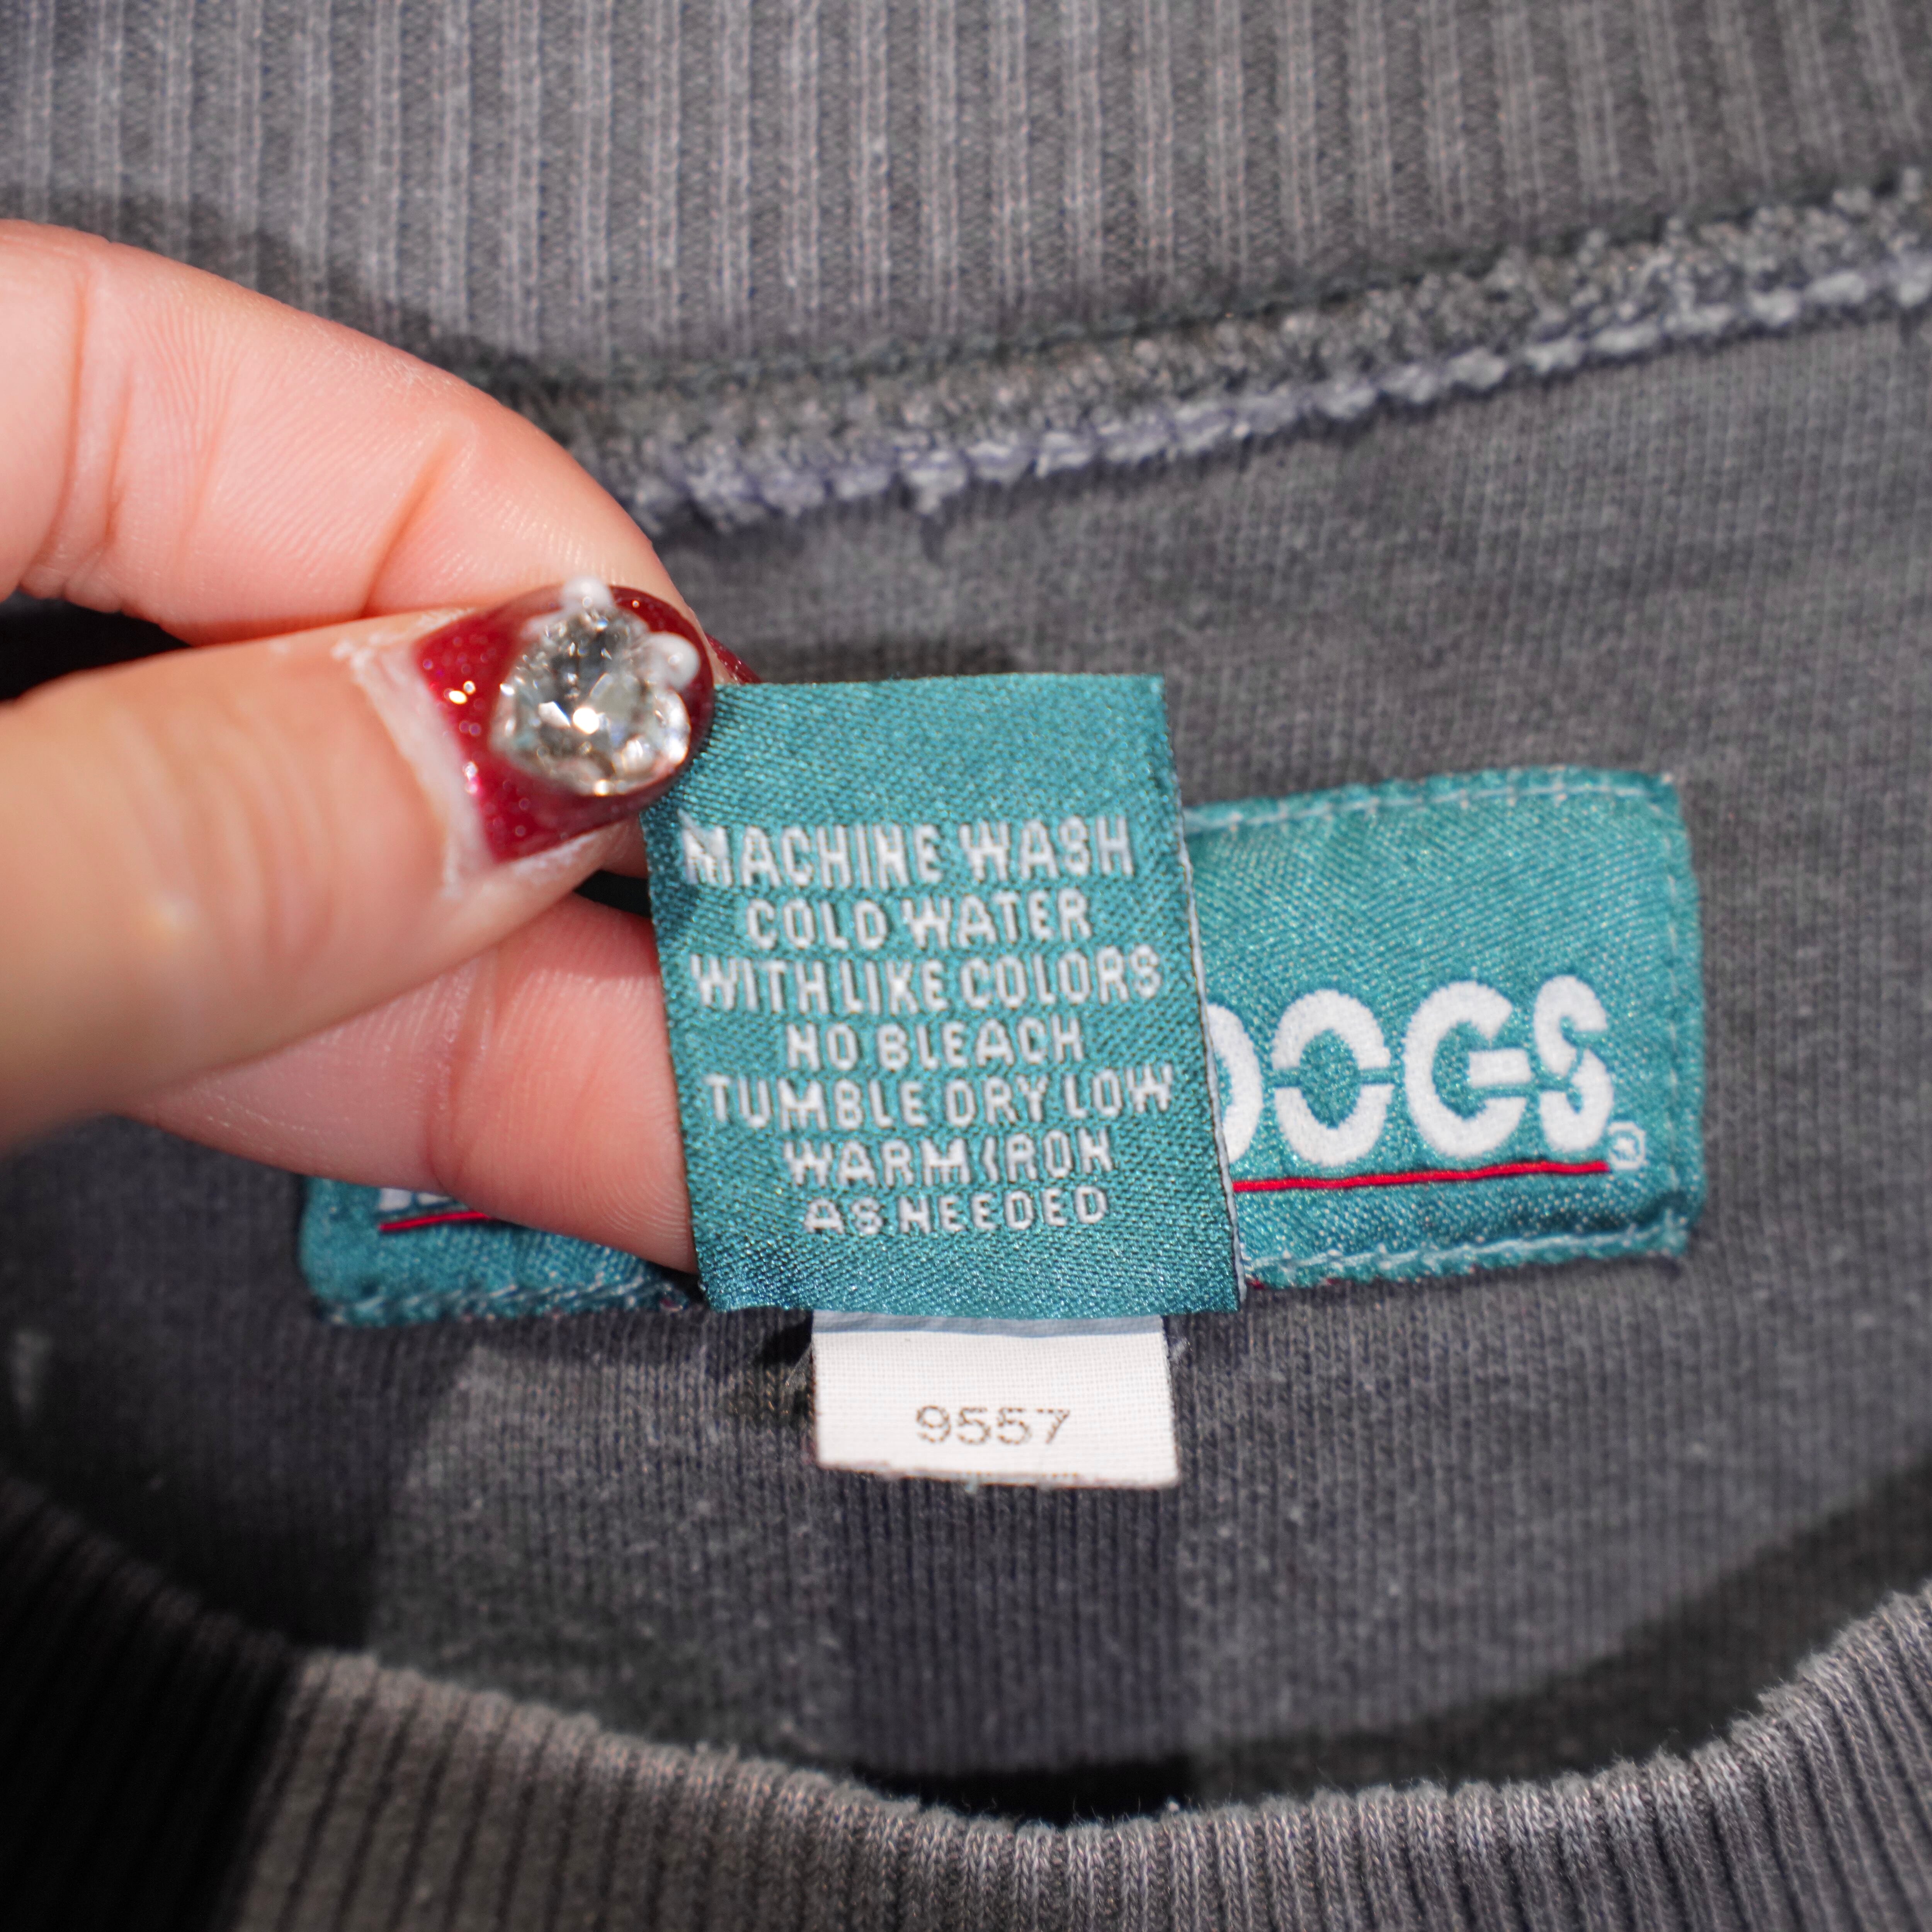 MACHINE WASH
COLD WATER
WITH LIKE COLORS
NO BLEACH
TUMBLE DRY LOW
WARM IRON
AS NEEDED
DOGS®
9557